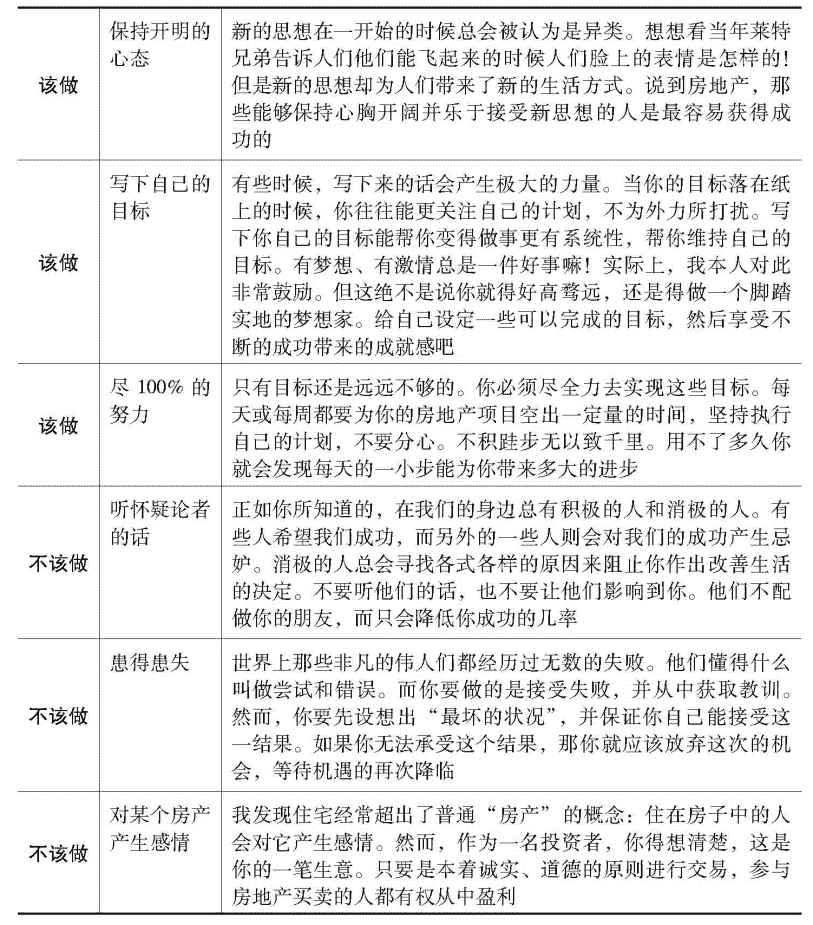 保持开明的
心态
该做
新的思想在一开始的时候总会被认为是异类。想想看当年莱特
兄弟告诉人们他们能飞起来的时候人们脸上的表情是怎样的！
但是新的思想却为人们带来了新的生活方式。说到房地产，那
些能够保持心胸开阔并乐于接受新思想的人是最容易获得成
功的
写下自己的
目标
该做
有些时候，写下来的话会产生极大的力量。当你的目标落在纸
上的时候，你往往能更关注自己的计划，不为外力所打扰。写
下你自己的目标能帮你变得做事更有系统性，帮你维持自己的
目标。有梦想、有激情总是一件好事嘛！实际上，我本人对此
非常鼓励。但这绝不是说你就得好高骛远，还是得做一个脚踏
实地的梦想家。给自己设定一些可以完成的目标，然后享受不
断的成功带来的成就感吧
尽 100% 的
努力
该做
只有目标还是远远不够的。你必须尽全力去实现这些目标。每
天或每周都要为你的房地产项目空出一定量的时间，坚持执行
自己的计划，不要分心。不积跬步无以致千里。用不了多久你
就会发现每天的一小步能为你带来多大的进步
听怀疑论者
的话
不该做
正如你所知道的，在我们的身边总有积极的人和消极的人。有
些人希望我们成功，而另外的一些人则会对我们的成功产生忌
妒。消极的人总会寻找各式各样的原因来阻止你作出改善生活
的决定。不要听他们的话，也不要让他们影响到你。他们不配
做你的朋友，而只会降低你成功的几率
患得患失
不该做
世界上那些非凡的伟人们都经历过无数的失败。他们懂得什么
叫做尝试和错误。而你要做的是接受失败，并从中获取教训。
然而，你要先设想出“最坏的状况”，并保证你自己能接受这
一结果。如果你无法承受这个结果，那你就应该放弃这次的机
会，等待机遇的再次降临
对某个房产
产生感情
不该做
我发现住宅经常超出了普通“房产”的概念：住在房子中的人
会对它产生感情。然而，作为一名投资者，你得想清楚，这是
你的一笔生意。只要是本着诚实、道德的原则进行交易，参与
房地产买卖的人都有权从中盈利